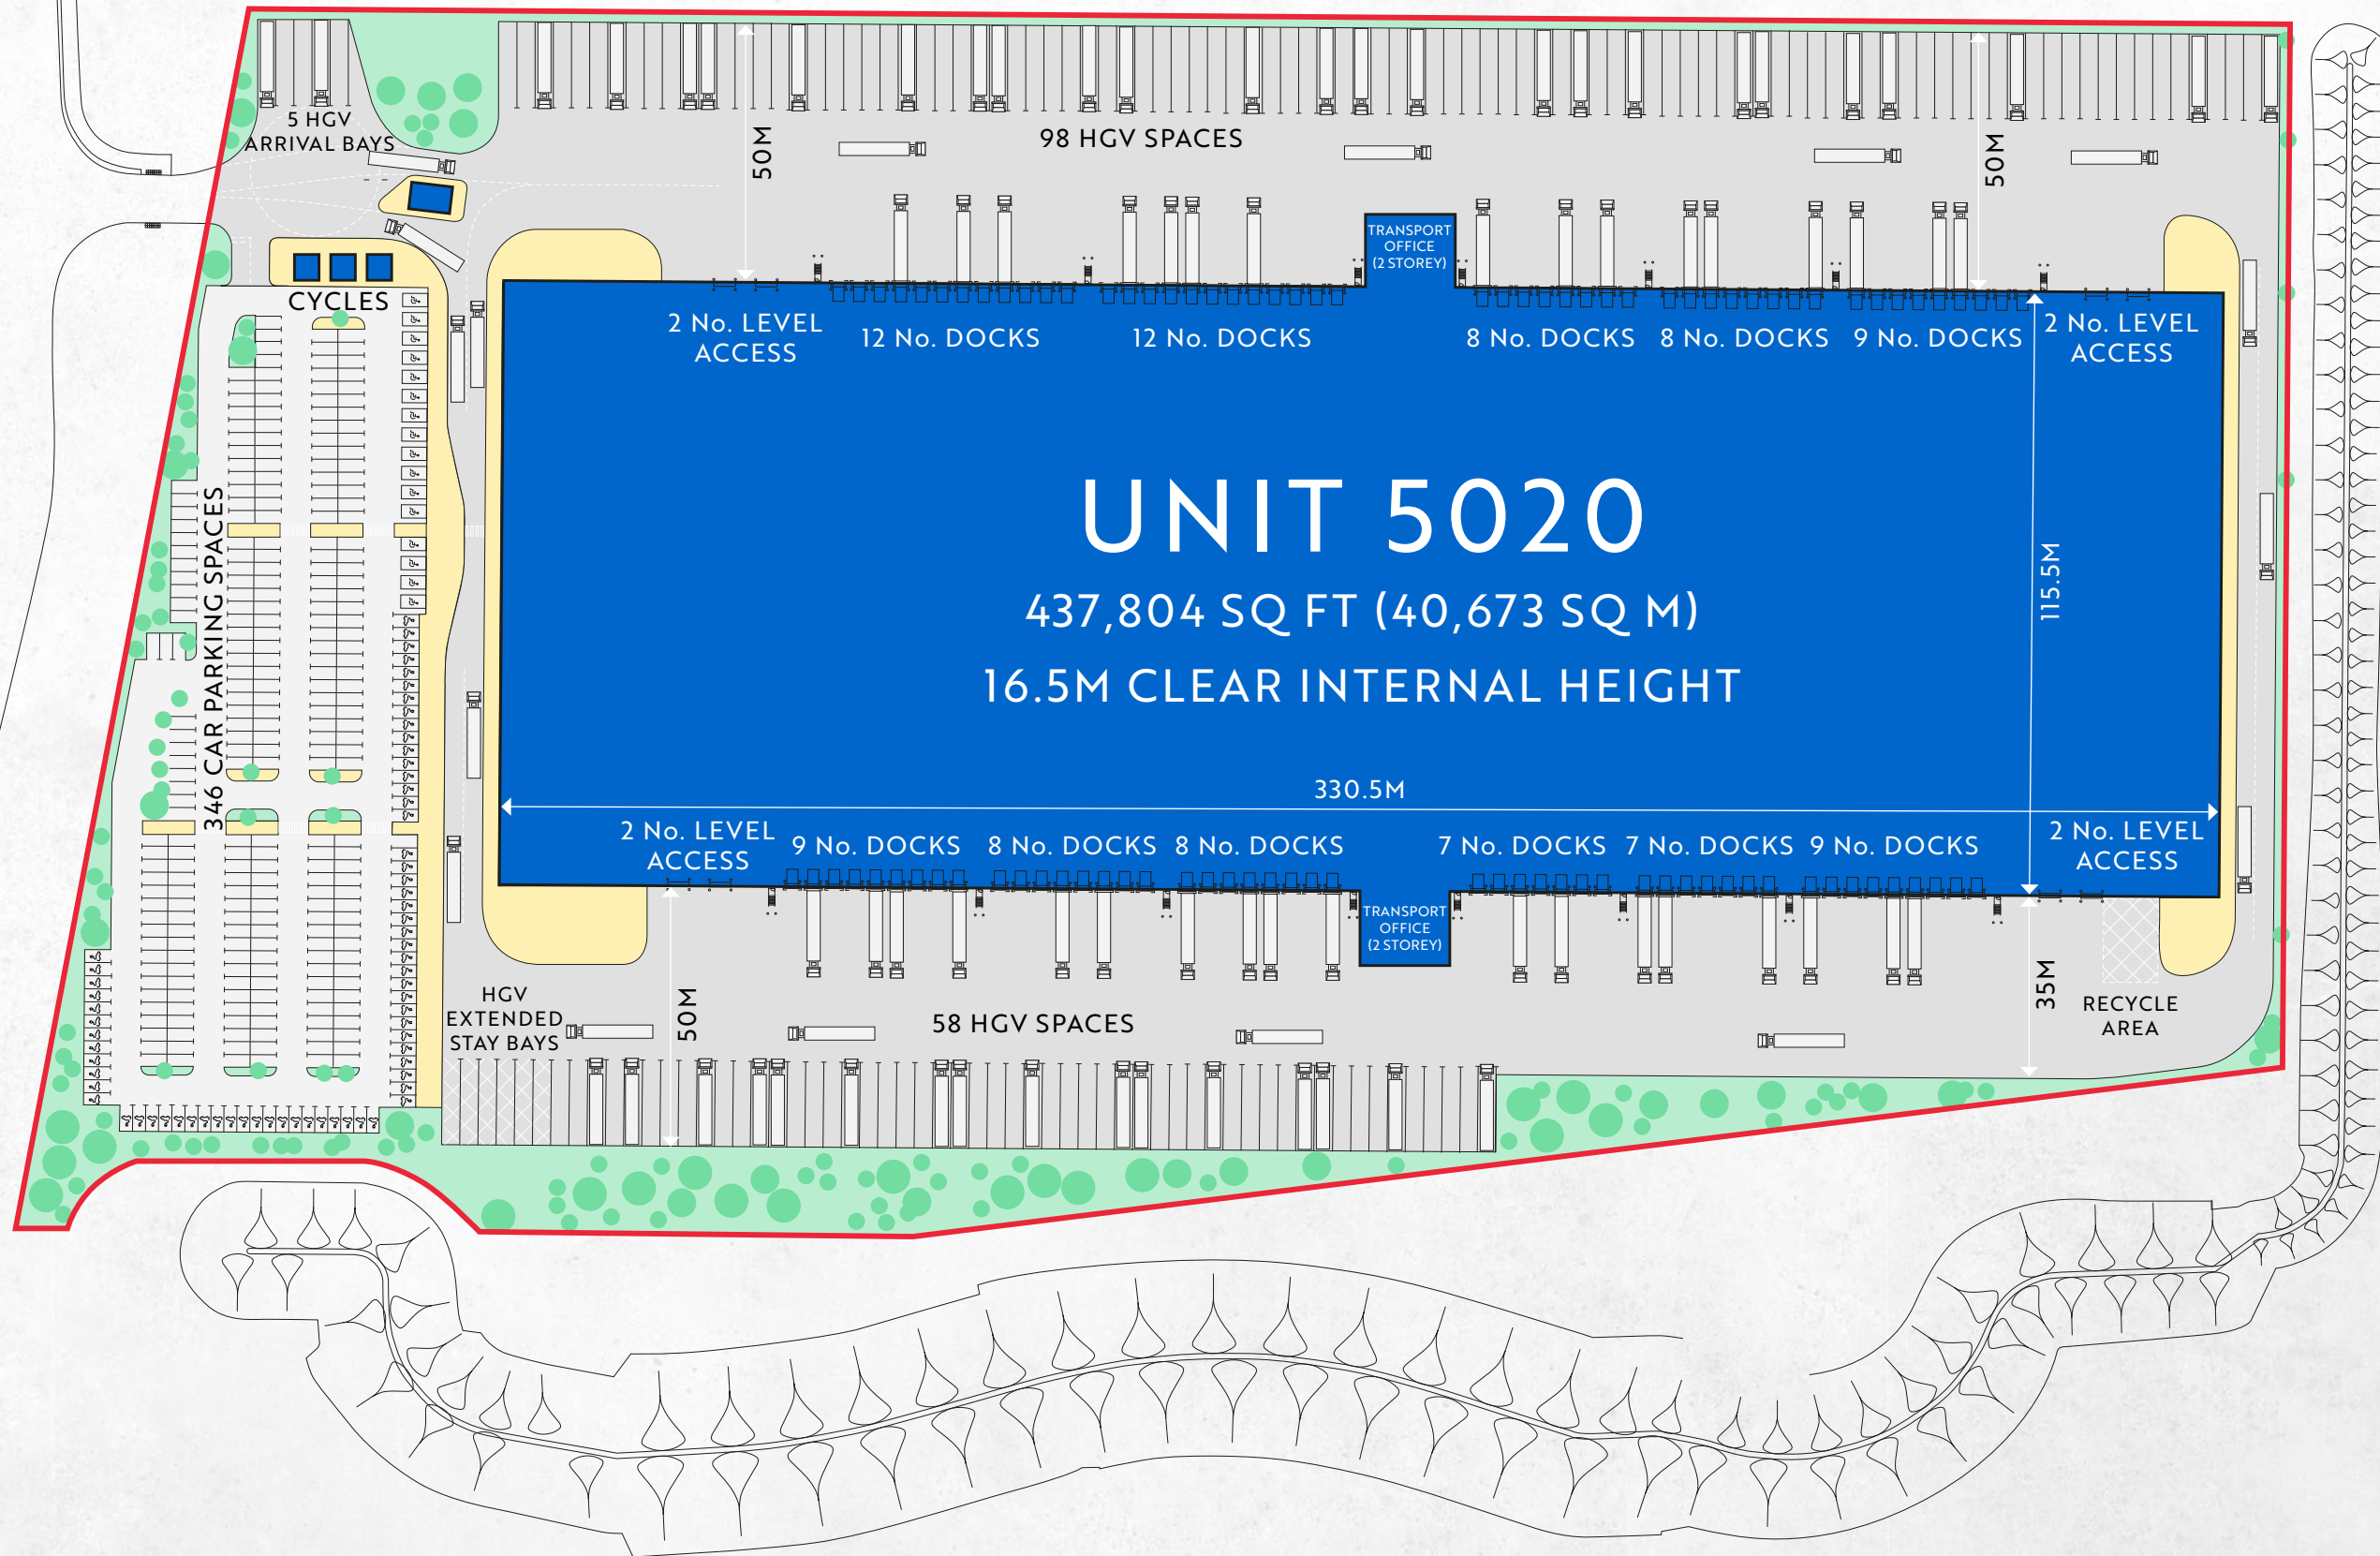 5 HGV
ARRIVAL BAYS
98 HGV SPACES
50M
50M
TRANSPORT
OFFICE
(2 STOREY)
CYCLES
2 No. LEVEL
ACCESS
12 No. DOCKS
12 No. DOCKS
8 No. DOCKS
8 No. DOCKS
9 No. DOCKS
2 No. LEVEL
ACCESS
UNIT 5020
437,804 SQ FT (40,673 SQ M)
16.5M CLEAR INTERNAL HEIGHT
115.5M
346 CAR PARKING SPACES
330.5M
2 No. LEVEL
ACCESS
9 No. DOCKS
8 No. DOCKS
8 No. DOCKS
7 No. DOCKS
7 No. DOCKS
9 No. DOCKS
2 No. LEVEL
ACCESS
TRANSPORT
OFFICE
(2 STOREY)
HGV
EXTENDED
STAY BAYS
50M
58 HGV SPACES
35M
RECYCLE
AREA